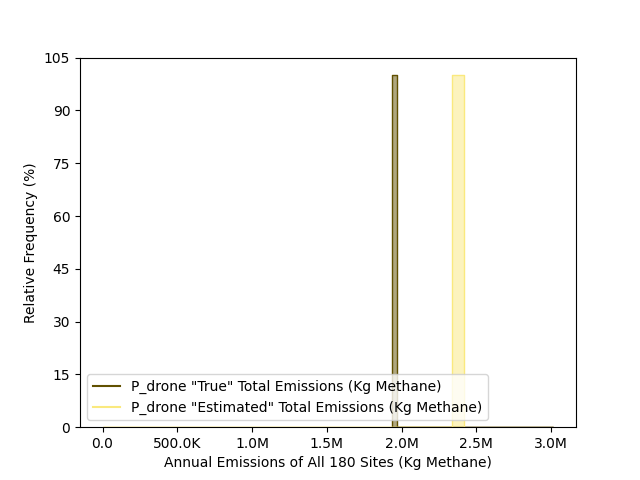 105
90
75
60
45
30
15
0
Relative Frequency (%)
P_drone "True" Total Emissions (Kg Methane)
P_drone "Estimated" Total Emissions (Kg Methane)
0.0 500.0K 1.0M 1.5M 2.0M 2.5M 3.0M
Annual Emissions of All 180 Sites (Kg Methane)